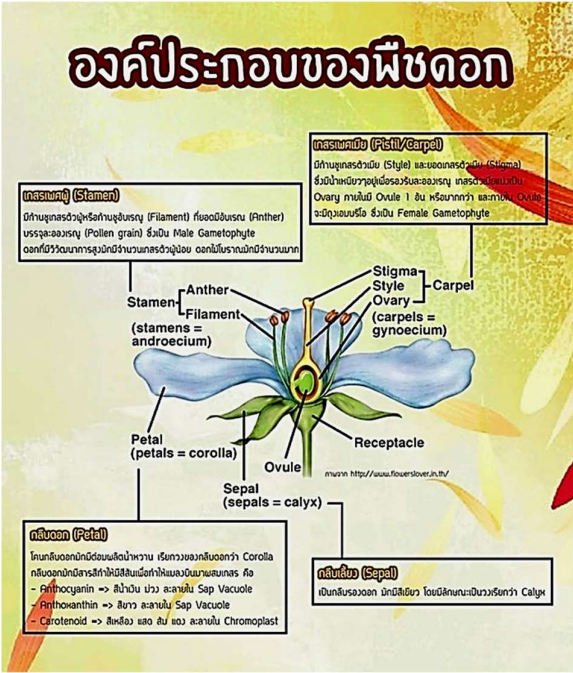 องค์ประกอบของพืชดอก
เกสรเพศเมีย (Pistil/Carpel)
มีก้านชูเกสรตัวเมีย (Style) และยอดเกสรตัวเมีย (Stigma)
ซึ่งมีน้ำเหนียวๆอยู่เพื่อรองรับละอองเรณู เกสรตัวเมียแบ่งเป็น
Ovary ภายในมี Ovule 1 อัน หรือมากกว่า และภายใน Ovule
จะมีถุงเอมบริโอ ซึ่งเป็น Female Gametophyte
เกสรเพศผู้ (Stamen)
มีก้านชูเกสรตัวผู้หรือก้านชูอับเรณู (Filament) ที่ยอดมีอับเรณู (Anther)
บรรจุละอองเรณู (Pollen grain) ซึ่งเป็น Male Gametophyte
ดอกที่มีวิวัฒนาการสูงมักมีจำนวนเกสรตัวผู้น้อย ดอกไม้โบราณมักมีจำนวนมาก
Stamen
Anther
Filament
(stamens =
androecium)
Stigma
Style
Ovary
Carpel
(carpels =
gynoecium)
Petal
(petals = corolla)
Ovule
Receptacle
Sepal
(sepals = calyx)
ภาพจาก http://www.flowerslover.in.th/
กลีบดอก (Petal)
โคนกลีบดอกมักมีต่อมผลิตน้ำหวาน เรียกวงของกลีบดอกว่า Corolla
กลีบดอกมักมีสารสีทำให้มีสีสันเพื่อทำให้แมลงบินมาผสมเกสร คือ
- Anthocyanin => สีน้ำเงิน ม่วง ละลายใน Sap Vacuole
- Anthoxanthin => สีขาว ละลายใน Sap Vacuole
- Carotenoid => สีเหลือง แสด ส้ม แดง ละลายใน Chromoplast
กลีบเลี้ยง (Sepal)
เป็นกลีบรองดอก มักมีสีเขียว โดยมีลักษณะเป็นวงเรียกว่า Calyx